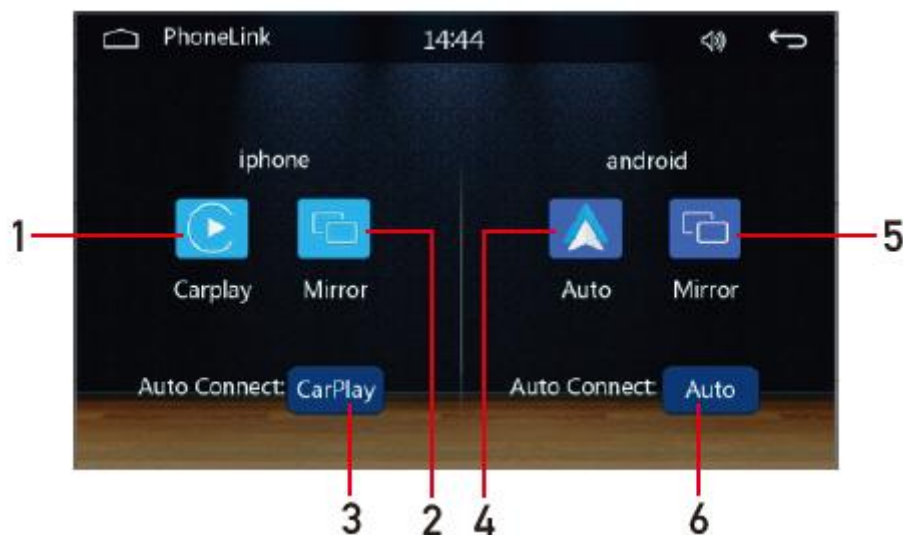 PhoneLink 14:44
iphone android
1 5
Carplay Mirror Auto Mirror
Auto Connect: CarPlay Auto Connect: Auto
3 2 4 6